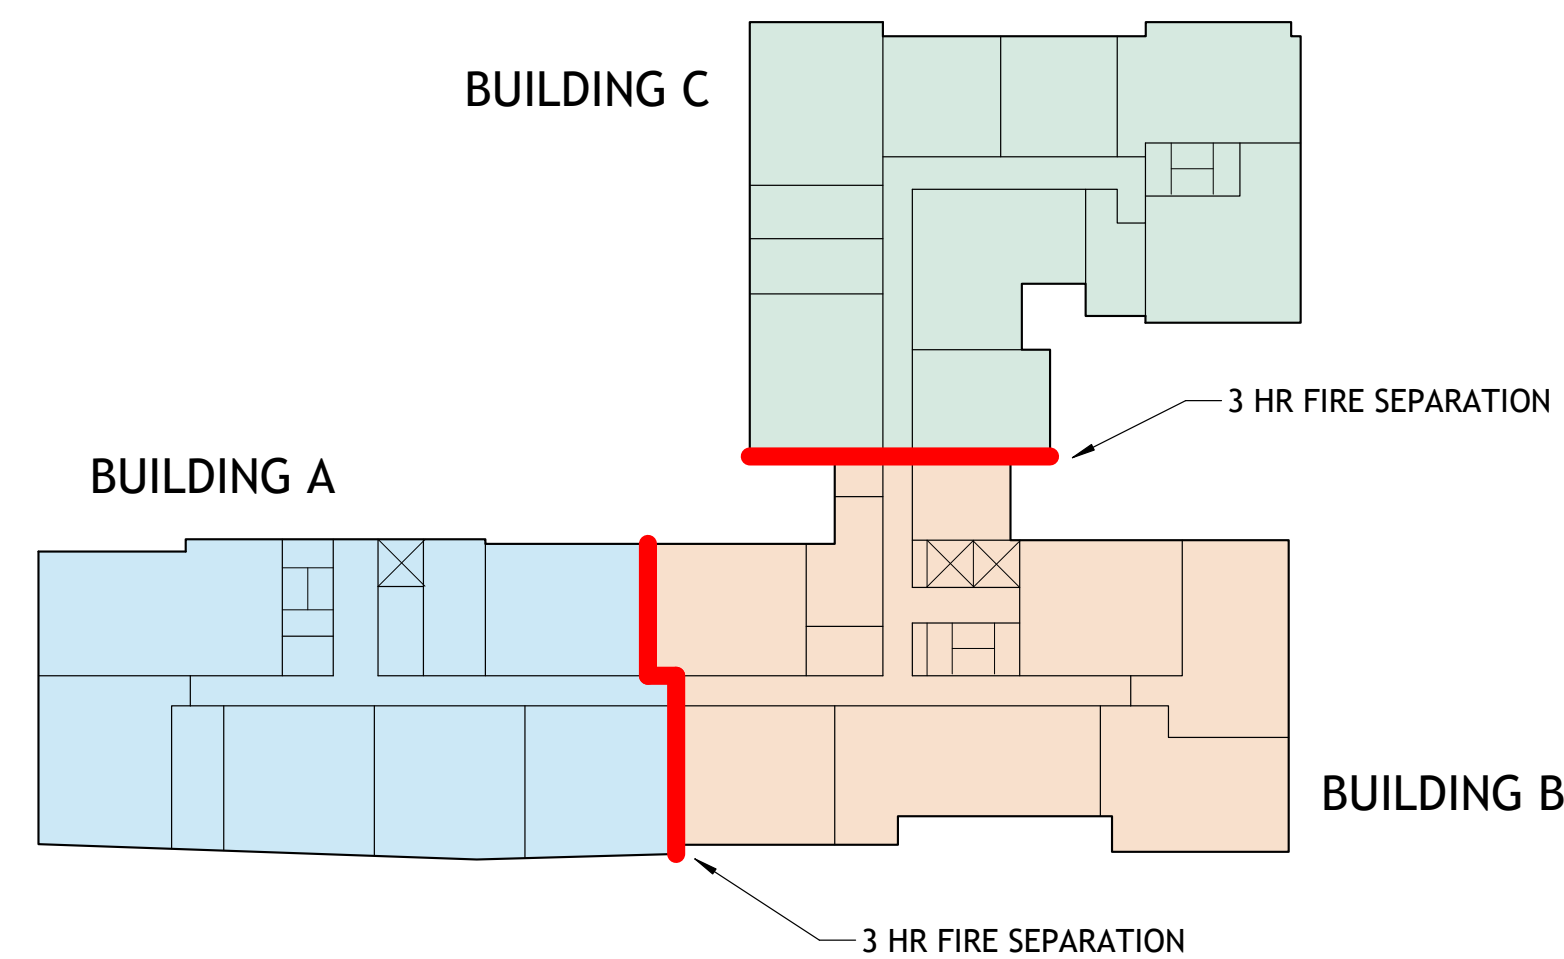 BUILDING C
3 HR FIRE SEPARATION
BUILDING A
BUILDING B
3 HR FIRE SEPARATION